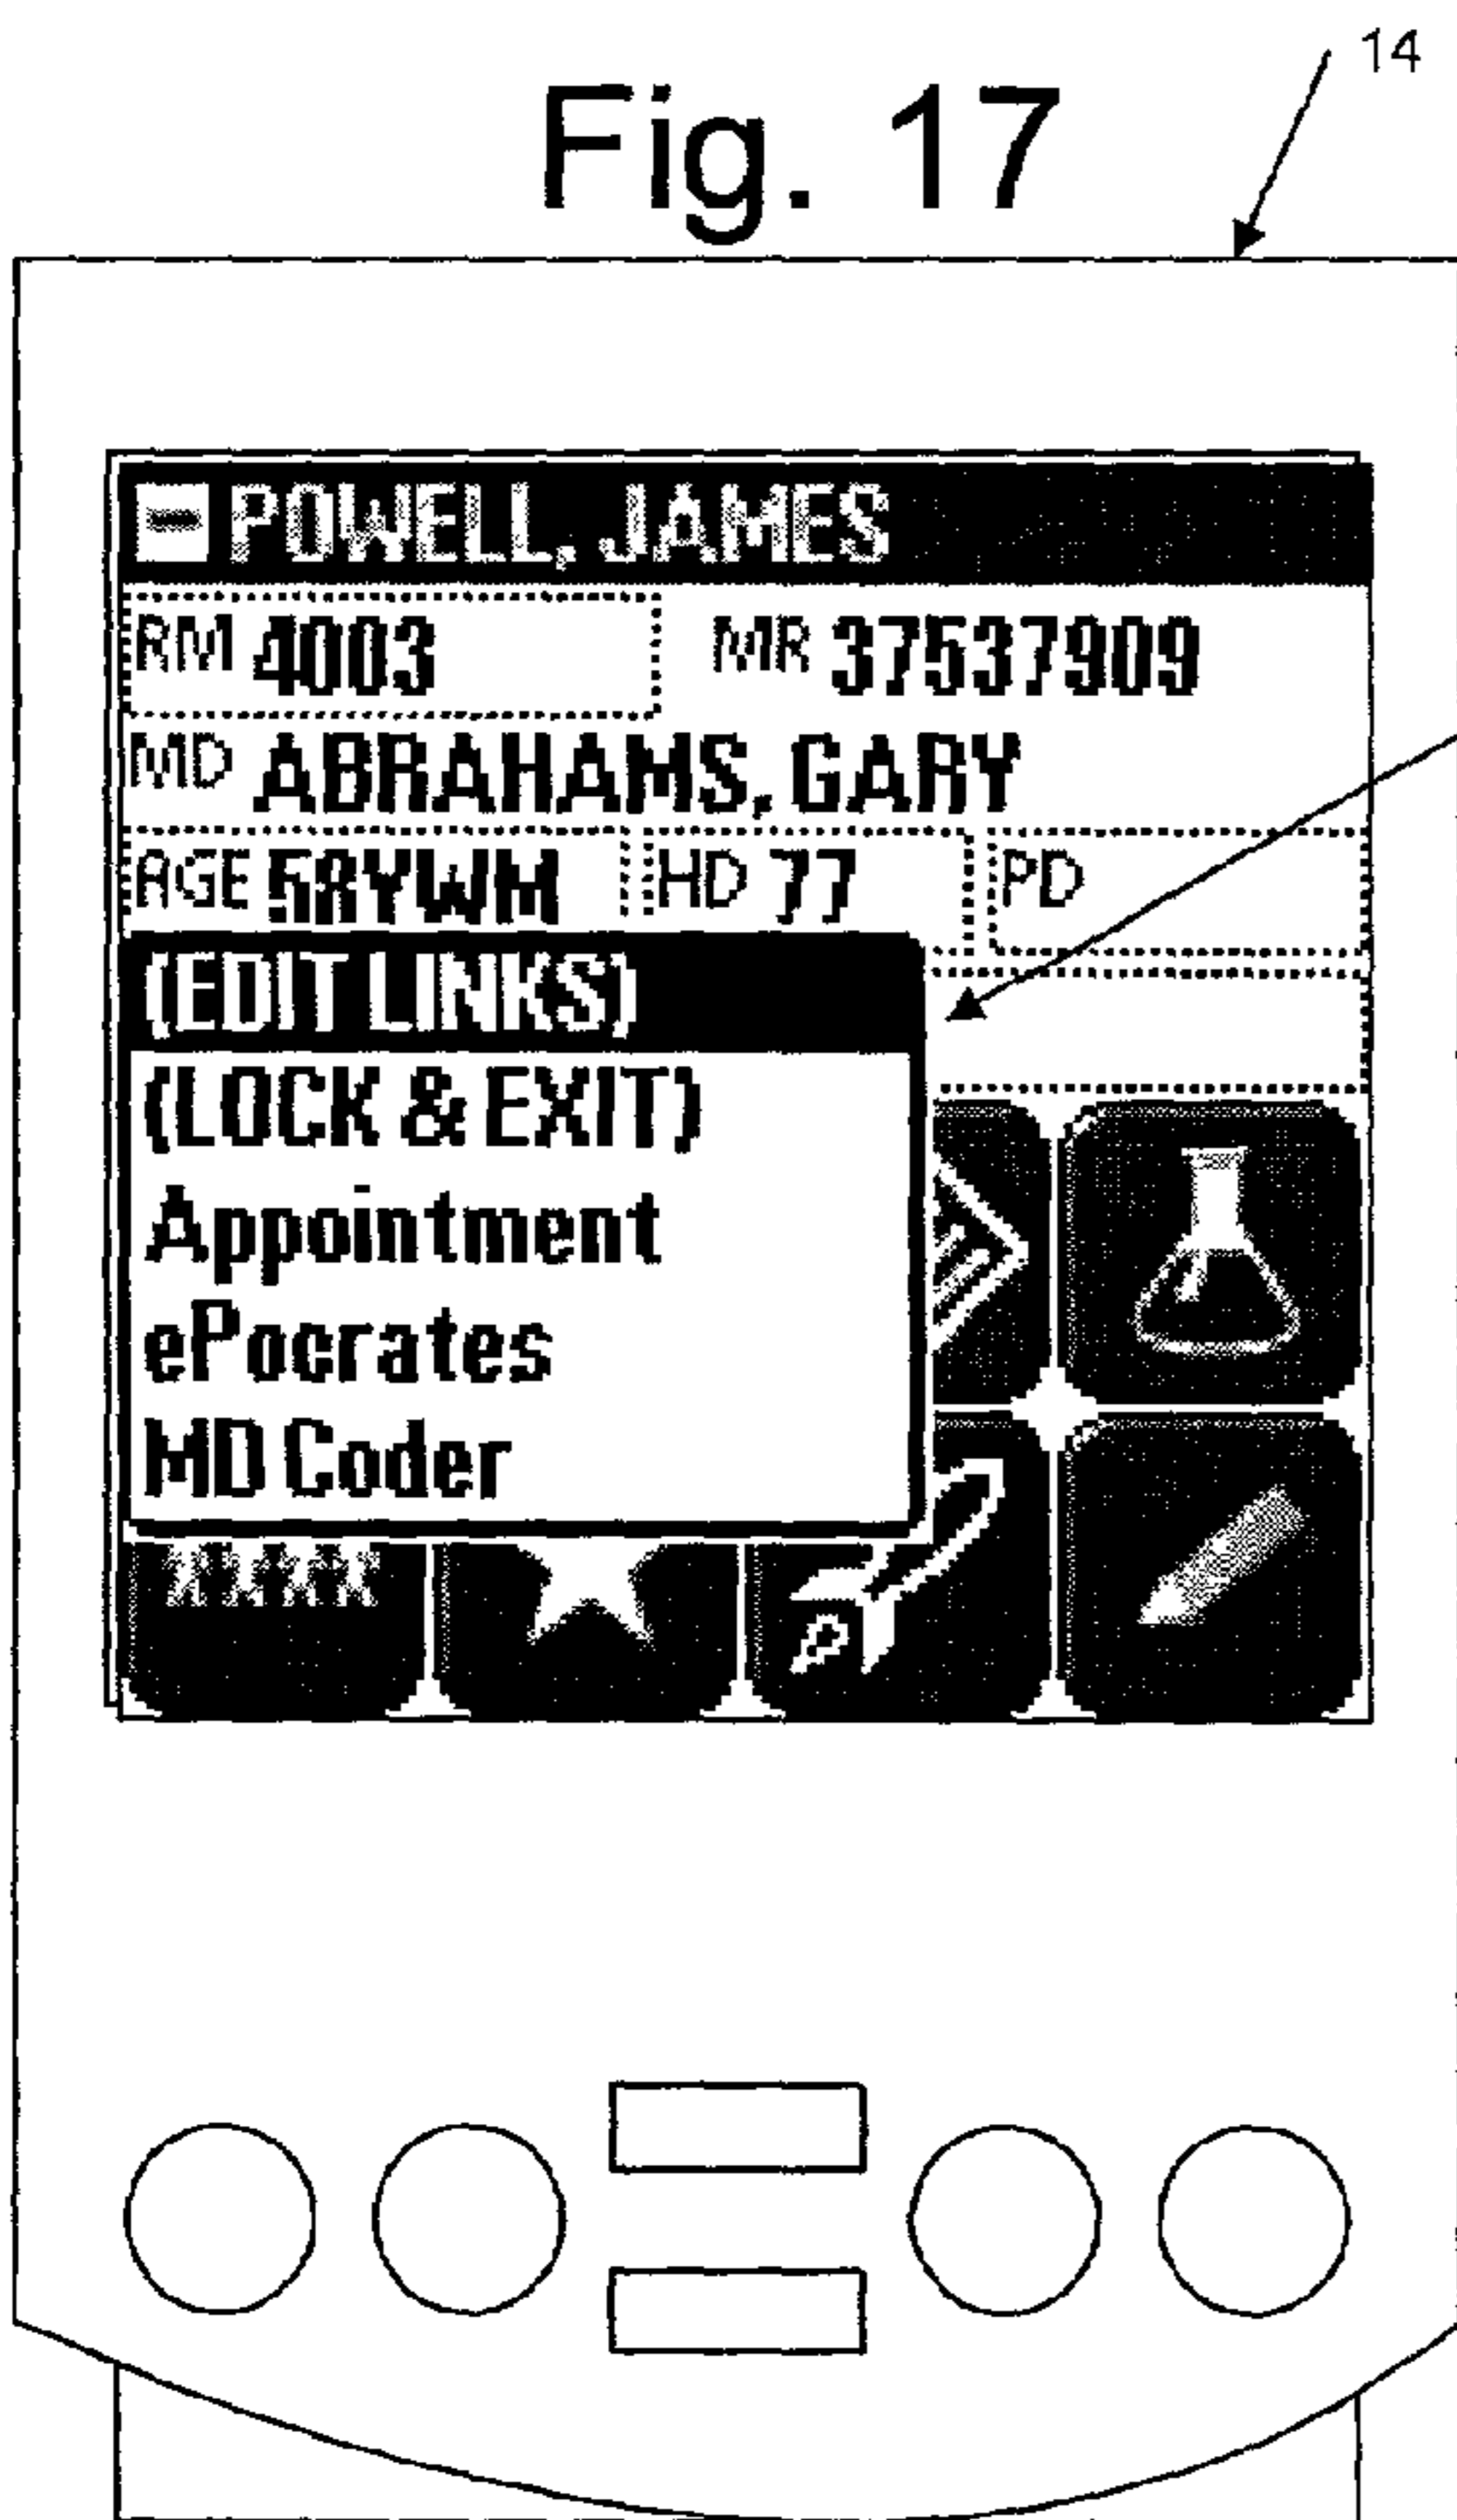 14
Fig. 17
POWELL, JAMES
RM 4003 MR 37537909
MD ABRAHAMS, GARY
AGE HD 77 PD
(EDIT LINKS)
(LOCK & EXIT)
Appointment
ePocrates
MD Coder